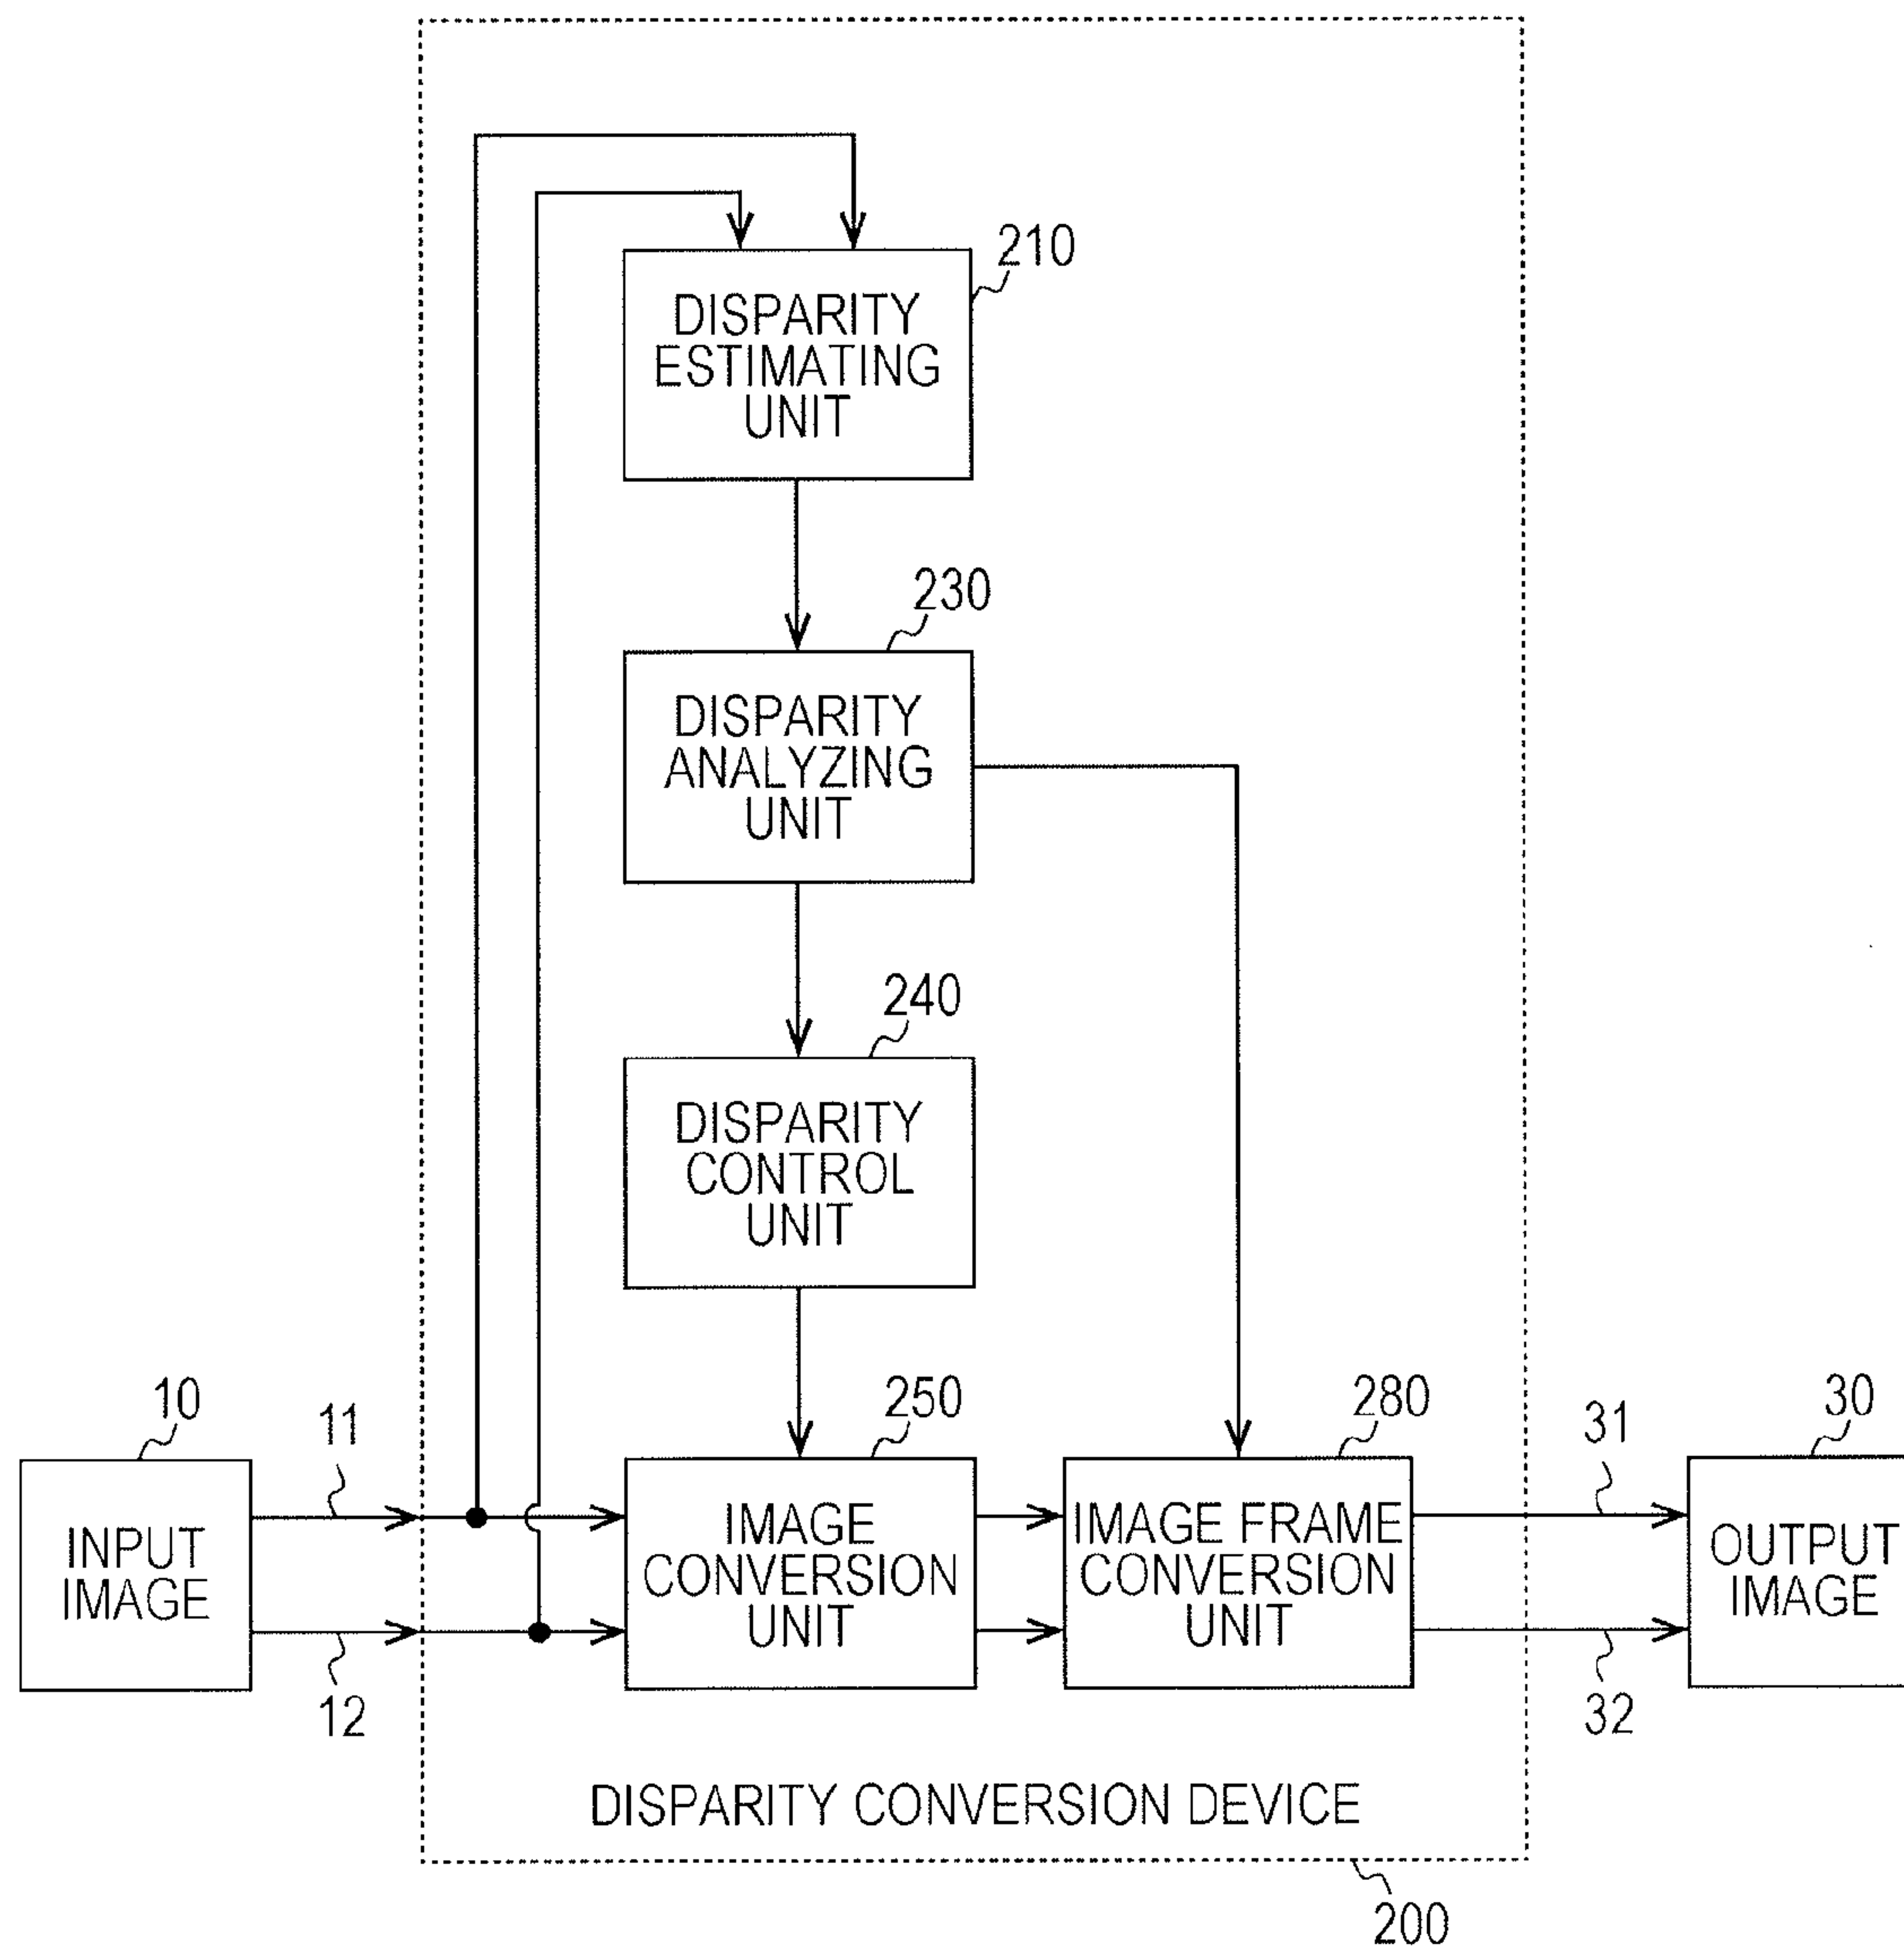 210
DISPARITY
ESTIMATING
UNIT
230
DISPARITY
ANALYZING
UNIT
240
DISPARITY
CONTROL
UNIT
10
11
250
280
31
30
INPUT
IMAGE
IMAGE
CONVERSION
UNIT
IMAGE FRAME
CONVERSION
UNIT
OUTPUT
IMAGE
12
32
DISPARITY CONVERSION DEVICE
200